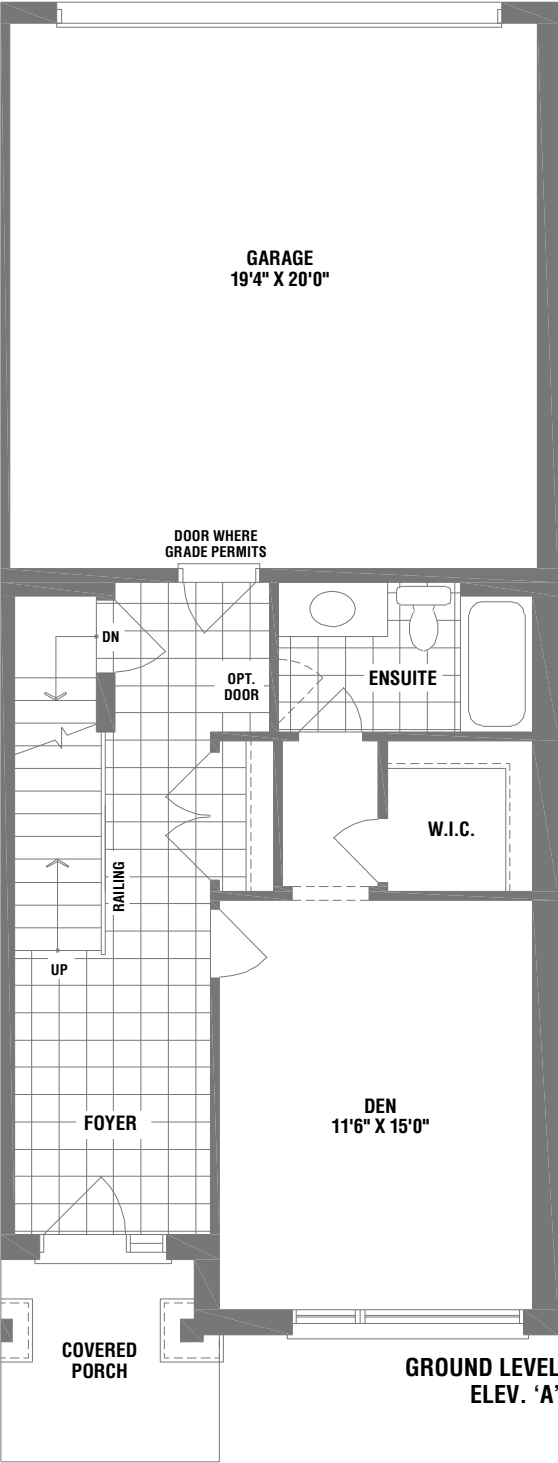 GARAGE
19'4" X 20'0"
DOOR WHERE
GRADE PERMITS
DN
OPT.
DOOR
ENSUITE
W.I.C.
RAILING
UP
FOYER
DEN
11'6" X 15'0"
COVERED
PORCH
GROUND LEVEL
ELEV. ‘A’